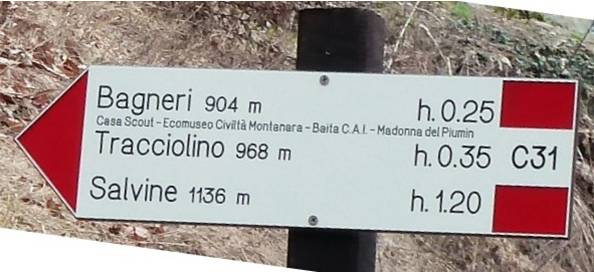 Bagneri 904 m h. 0.25
Casa Scout - Ecomuseo Civiltà Montanara - Baita C.A.I. - Madonna del Piumin
Tracciolino 968 m h. 0.35 C31
Salvine 1136 m h. 1.20